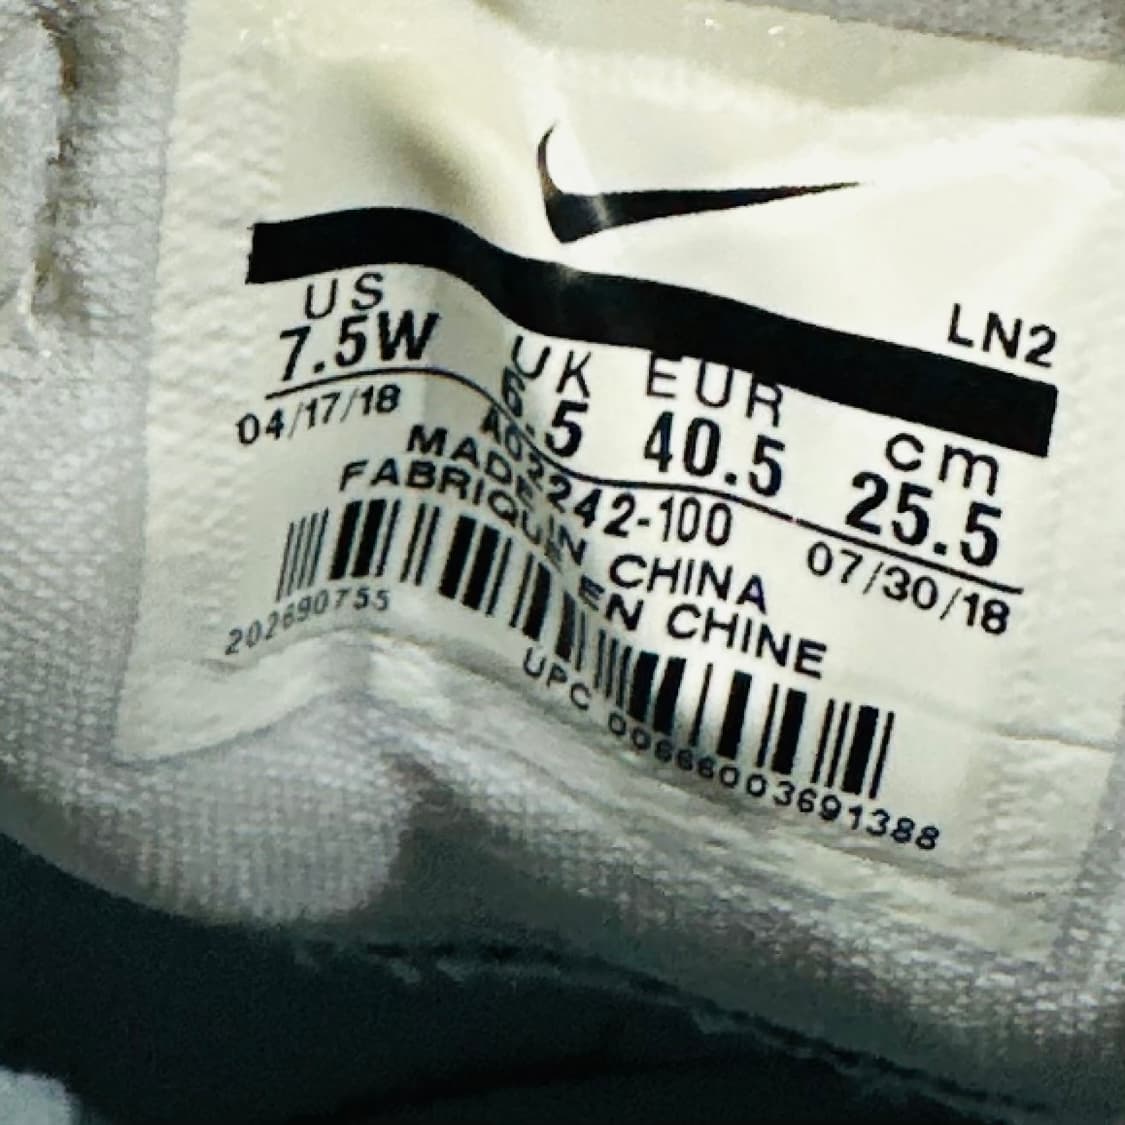 LN2
US UK EUR cm
7.5W 6.5 40.5 25.5
04/17/18 AO2242-100 07/30/18
MADE IN CHINA
FABRIQUE EN CHINE
202690755
UPC 00666003691388